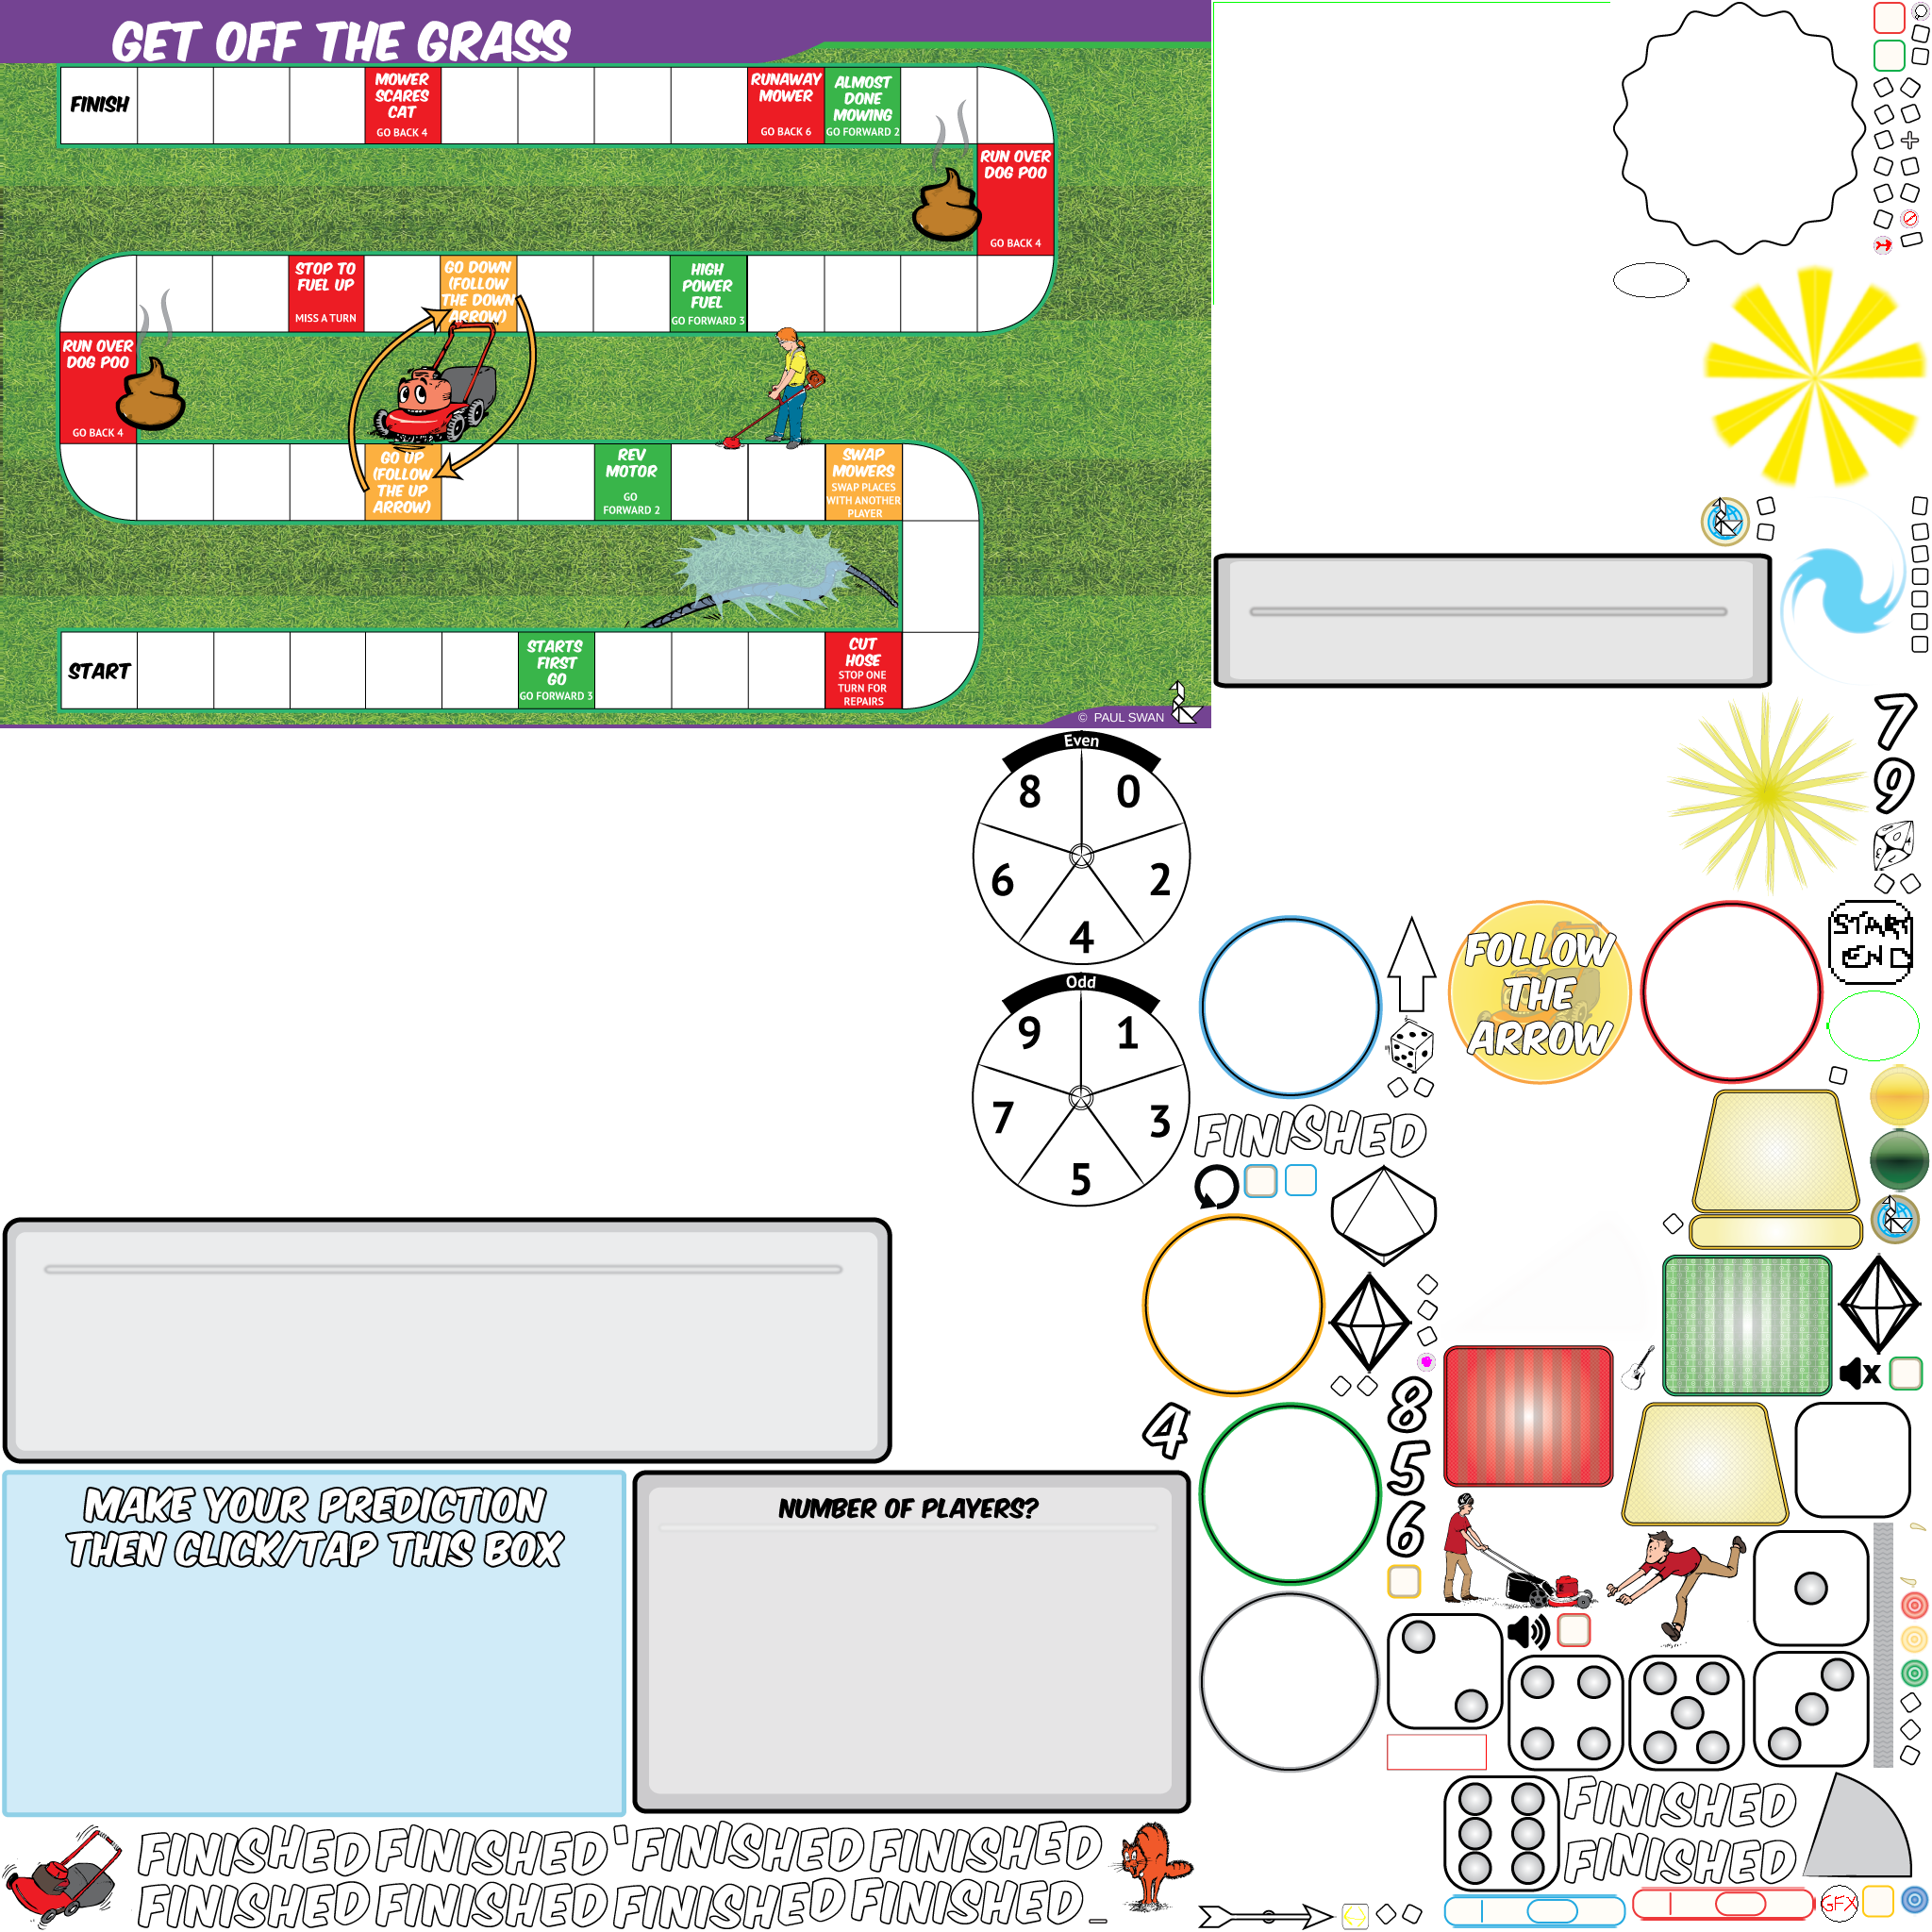 GET OFF THE GRASS
FINISH
MOWER
SCARES
CAT
GO BACK 4
RUNAWAY
MOWER
GO BACK 6
ALMOST
DONE
MOWING
GO FORWARD 2
RUN OVER
DOG POO
GO BACK 4
STOP TO
FUEL UP
MISS A TURN
GO DOWN
(FOLLOW
THE DOWN
ARROW)
HIGH
POWER
FUEL
GO FORWARD 3
RUN OVER
DOG POO
GO BACK 4
GO UP
(FOLLOW
THE UP
ARROW)
REV
MOTOR
GO
FORWARD 2
SWAP
MOWERS
SWAP PLACES
WITH ANOTHER
PLAYER
START
STARTS
FIRST
GO
GO FORWARD 3
CUT
HOSE
STOP ONE
TURN FOR
REPAIRS
© PAUL SWAN
7
9
Even
8 0
6 2
4
Odd
9 1
7 3
5
FOLLOW
THE
ARROW
START
END
FINISHED
4
8
5
6
x
MAKE YOUR PREDICTION
THEN CLICK/TAP THIS BOX
NUMBER OF PLAYERS?
FINISHED FINISHED 'FINISHED FINISHED
FINISHED FINISHED FINISHED FINISHED _
FINISHED
FINISHED
GFX